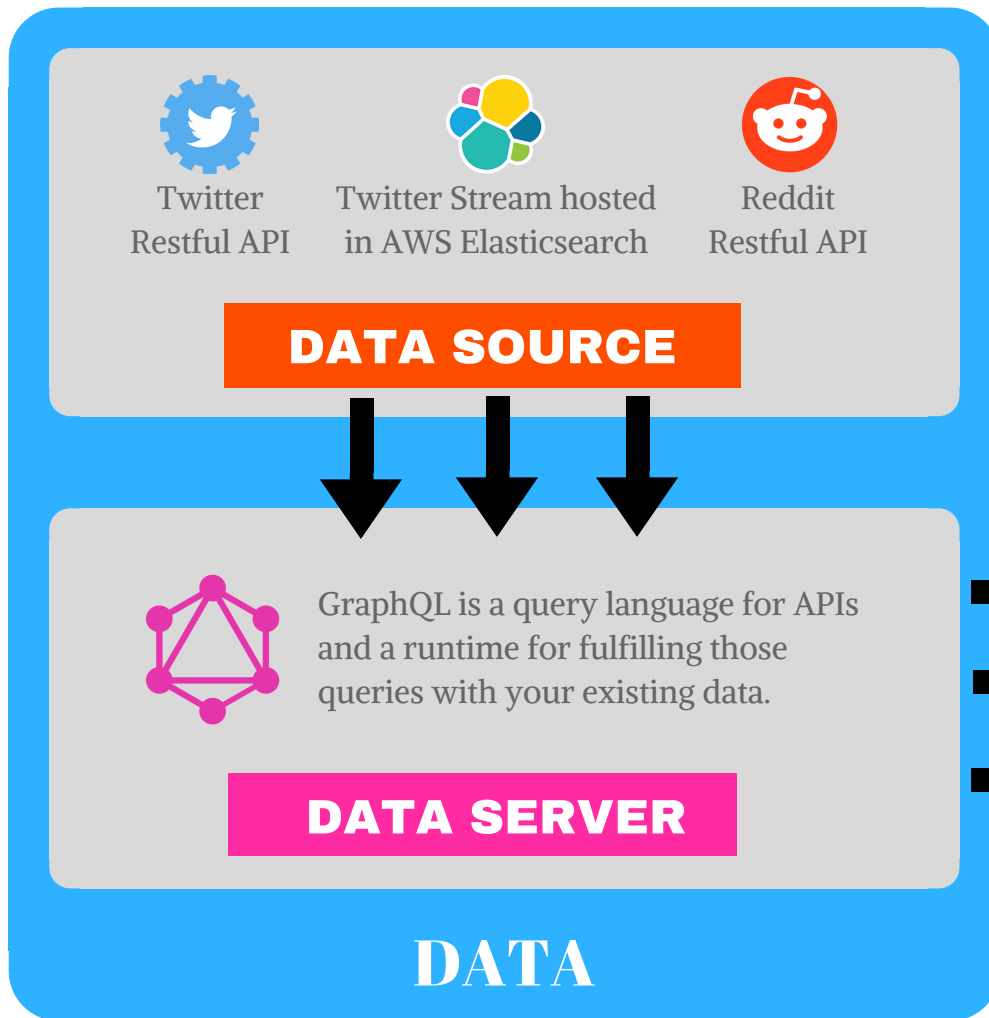 Twitter
Restful API
Twitter Stream hosted
in AWS Elasticsearch
Reddit
Restful API
DATA SOURCE
GraphQL is a query language for APIs
and a runtime for fulfilling those
queries with your existing data.
DATA SERVER
DATA